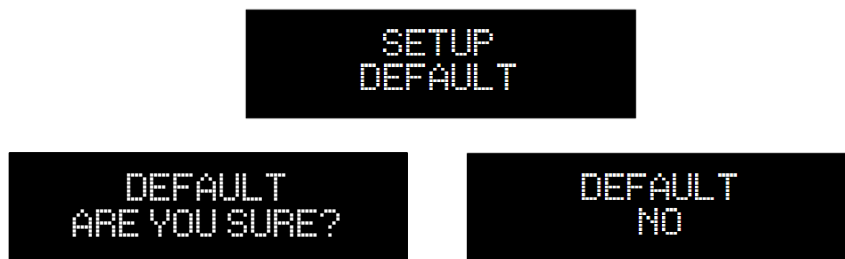 SETUP
DEFAULT
DEFAULT
ARE YOU SURE?
DEFAULT
NO